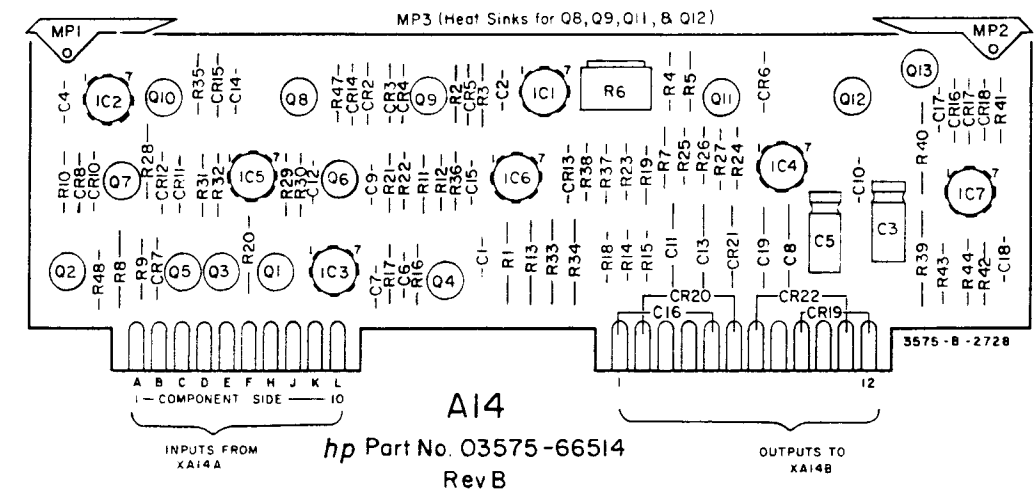 MP3 (Heat Sinks for Q8, Q9, Q11, & Q12)
MP1
MP2
C4
IC2
7
Q10
R35
CR15
C14
Q8
R47
CR14
CR2
CR3
CR4
Q9
R2
CR5
R3
C2
IC1
7
R6
R4
R5
Q11
CR6
Q12
Q13
C17
CR16
CR17
CR18
R41
R10
CR8
CR10
Q7
R28
CR12
CR11
R31
R32
IC5
7
R29
R30
C12
Q6
C9
R21
R22
R11
R12
R36
C15
IC6
7
CR13
R38
R37
R23
R19
R7
R25
R26
R27
R24
IC4
7
C10
R40
IC7
7
Q2
R48
R8
R9
CR7
Q5
Q3
R20
Q1
IC3
7
C7
R17
C6
R16
Q4
C1
R1
R13
R33
R34
R18
R14
R15
C11
C13
CR21
C19
C8
C5
C3
R39
R43
R44
R42
C18
CR20
CR22
C16
CR19
3575-B-2728
A B C D E F H J K L
1 — COMPONENT SIDE — 10
1 12
A14
INPUTS FROM
XA14A
hp Part No. 03575-66514
OUTPUTS TO
XA14B
Rev B